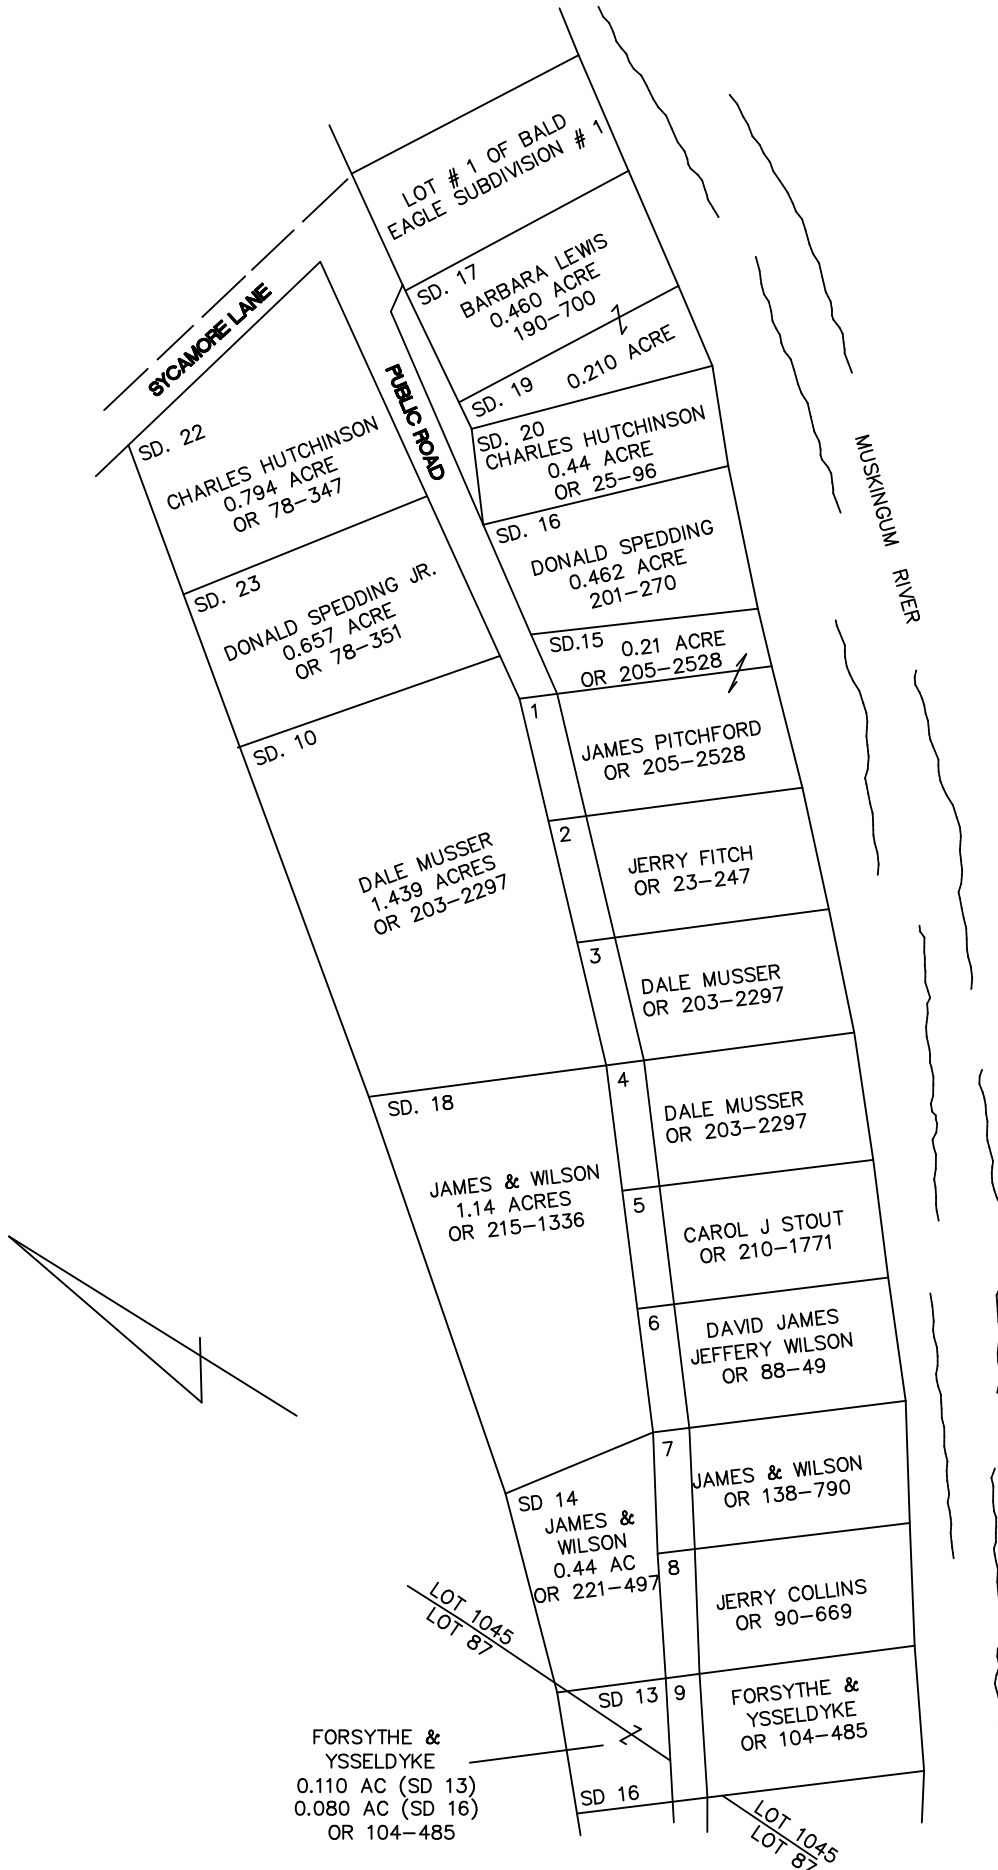 LOT # 1 OF BALD
EAGLE SUBDIVISION # 1
SD. 17
BARBARA LEWIS
0.460 ACRE
190-700
SYCAMORE LANE
PUBLIC ROAD
SD. 19 0.210 ACRE
SD. 20
CHARLES HUTCHINSON
0.44 ACRE
OR 25-96
SD. 22
CHARLES HUTCHINSON
0.794 ACRE
OR 78-347
MUSKINGUM RIVER
SD. 16
DONALD SPEDDING
0.462 ACRE
201-270
SD. 23
DONALD SPEDDING JR.
0.657 ACRE
OR 78-351
SD.15 0.21 ACRE
OR 205-2528
SD. 10
DALE MUSSER
1.439 ACRES
OR 203-2297
1
JAMES PITCHFORD
OR 205-2528
2
JERRY FITCH
OR 23-247
3
DALE MUSSER
OR 203-2297
4
DALE MUSSER
OR 203-2297
SD. 18
JAMES & WILSON
1.14 ACRES
OR 215-1336
5
CAROL J STOUT
OR 210-1771
6
DAVID JAMES
JEFFERY WILSON
OR 88-49
7
JAMES & WILSON
OR 138-790
SD 14
JAMES &
WILSON
0.44 AC
OR 221-497
8
JERRY COLLINS
OR 90-669
LOT 1045
LOT 87
SD 13
9
FORSYTHE &
YSSELDYKE
OR 104-485
FORSYTHE &
YSSELDYKE
0.110 AC (SD 13)
0.080 AC (SD 16)
OR 104-485
SD 16
LOT 1045
LOT 87